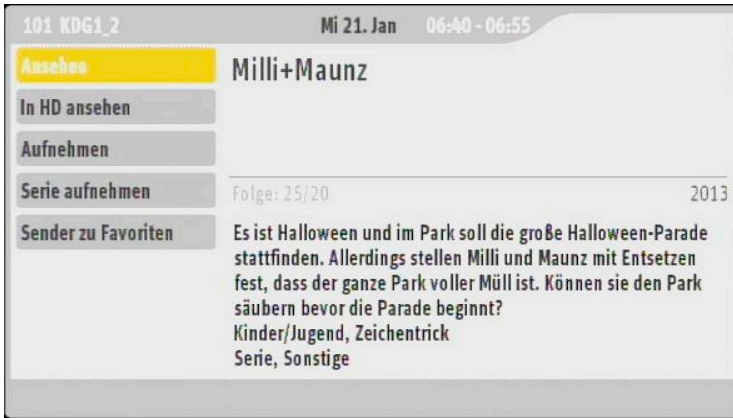 101 KDG1_2 Mi 21. Jan 06:40 - 06:55
Ansehen
Milli+Maunz
In HD ansehen
Aufnehmen
Serie aufnehmen
Folge: 25/20 2013
Sender zu Favoriten
Es ist Halloween und im Park soll die große Halloween-Parade
stattfinden. Allerdings stellen Milli und Maunz mit Entsetzen
fest, dass der ganze Park voller Müll ist. Können sie den Park
säubern bevor die Parade beginnt?
Kinder/Jugend, Zeichentrick
Serie, Sonstige